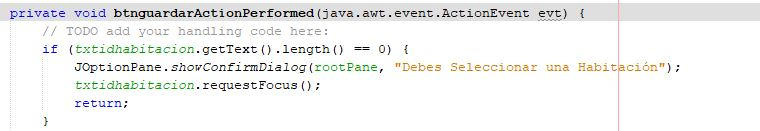 private void btnguardarActionPerformed(java.awt.event.ActionEvent evt) {
// TODO add your handling code here:
if (txtidhabitacion.getText().length() == 0) {
JOptionPane.showConfirmDialog(rootPane, "Debes Seleccionar una Habitación");
txtidhabitacion.requestFocus();
return;
}